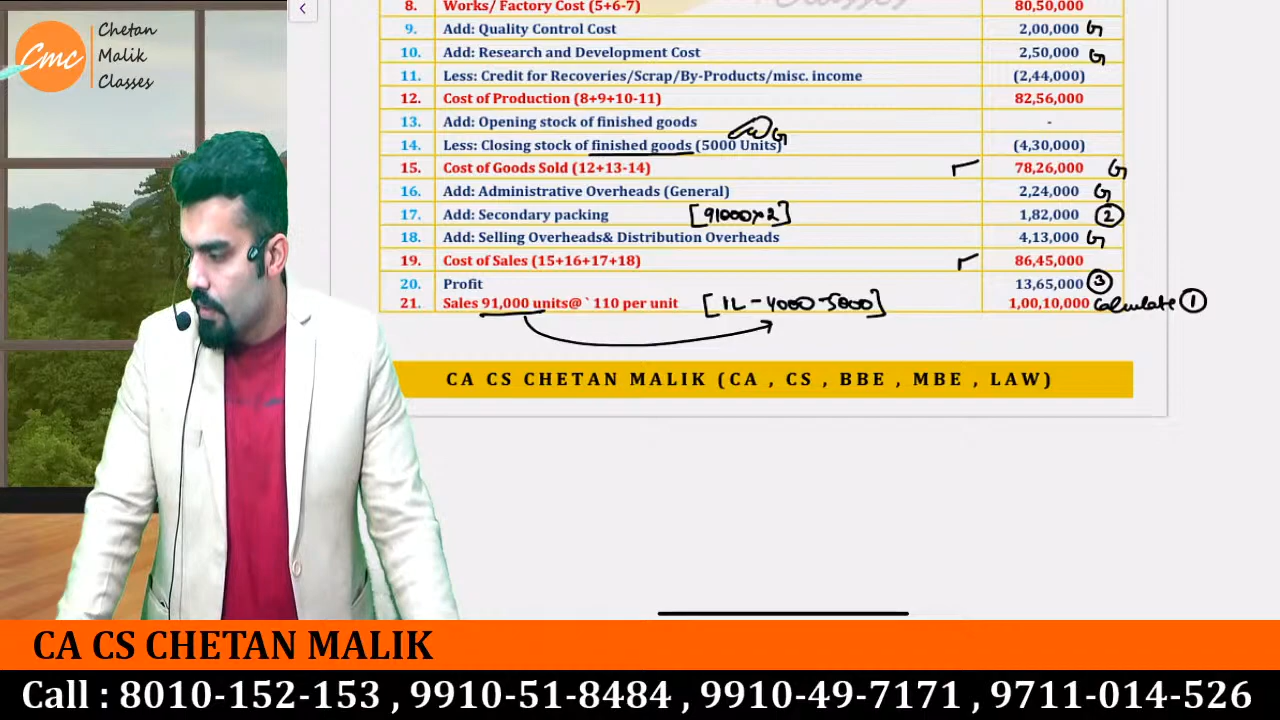 cmc
Chetan
Malik
Classes
8. Works/ Factory Cost (5+6-7) 80,50,000
9. Add: Quality Control Cost 2,00,000 G
10. Add: Research and Development Cost 2,50,000 G
11. Less: Credit for Recoveries/Scrap/By-Products/misc. income (2,44,000)
12. Cost of Production (8+9+10-11) 82,56,000
13. Add: Opening stock of finished goods -
14. Less: Closing stock of finished goods (5000 Units) G (4,30,000)
15. Cost of Goods Sold (12+13-14) 78,26,000 G
16. Add: Administrative Overheads (General) 2,24,000 G
17. Add: Secondary packing [91000×2] 1,82,000 2
18. Add: Selling Overheads& Distribution Overheads 4,13,000 G
19. Cost of Sales (15+16+17+18) 86,45,000
20. Profit 13,65,000 3
21. Sales 91,000 units@ ` 110 per unit [1L-4000-5000] 1,00,10,000 Calculate 1
CA CS CHETAN MALIK (CA , CS , BBE , MBE , LAW)
CA CS CHETAN MALIK
Call : 8010-152-153 , 9910-51-8484 , 9910-49-7171 , 9711-014-526